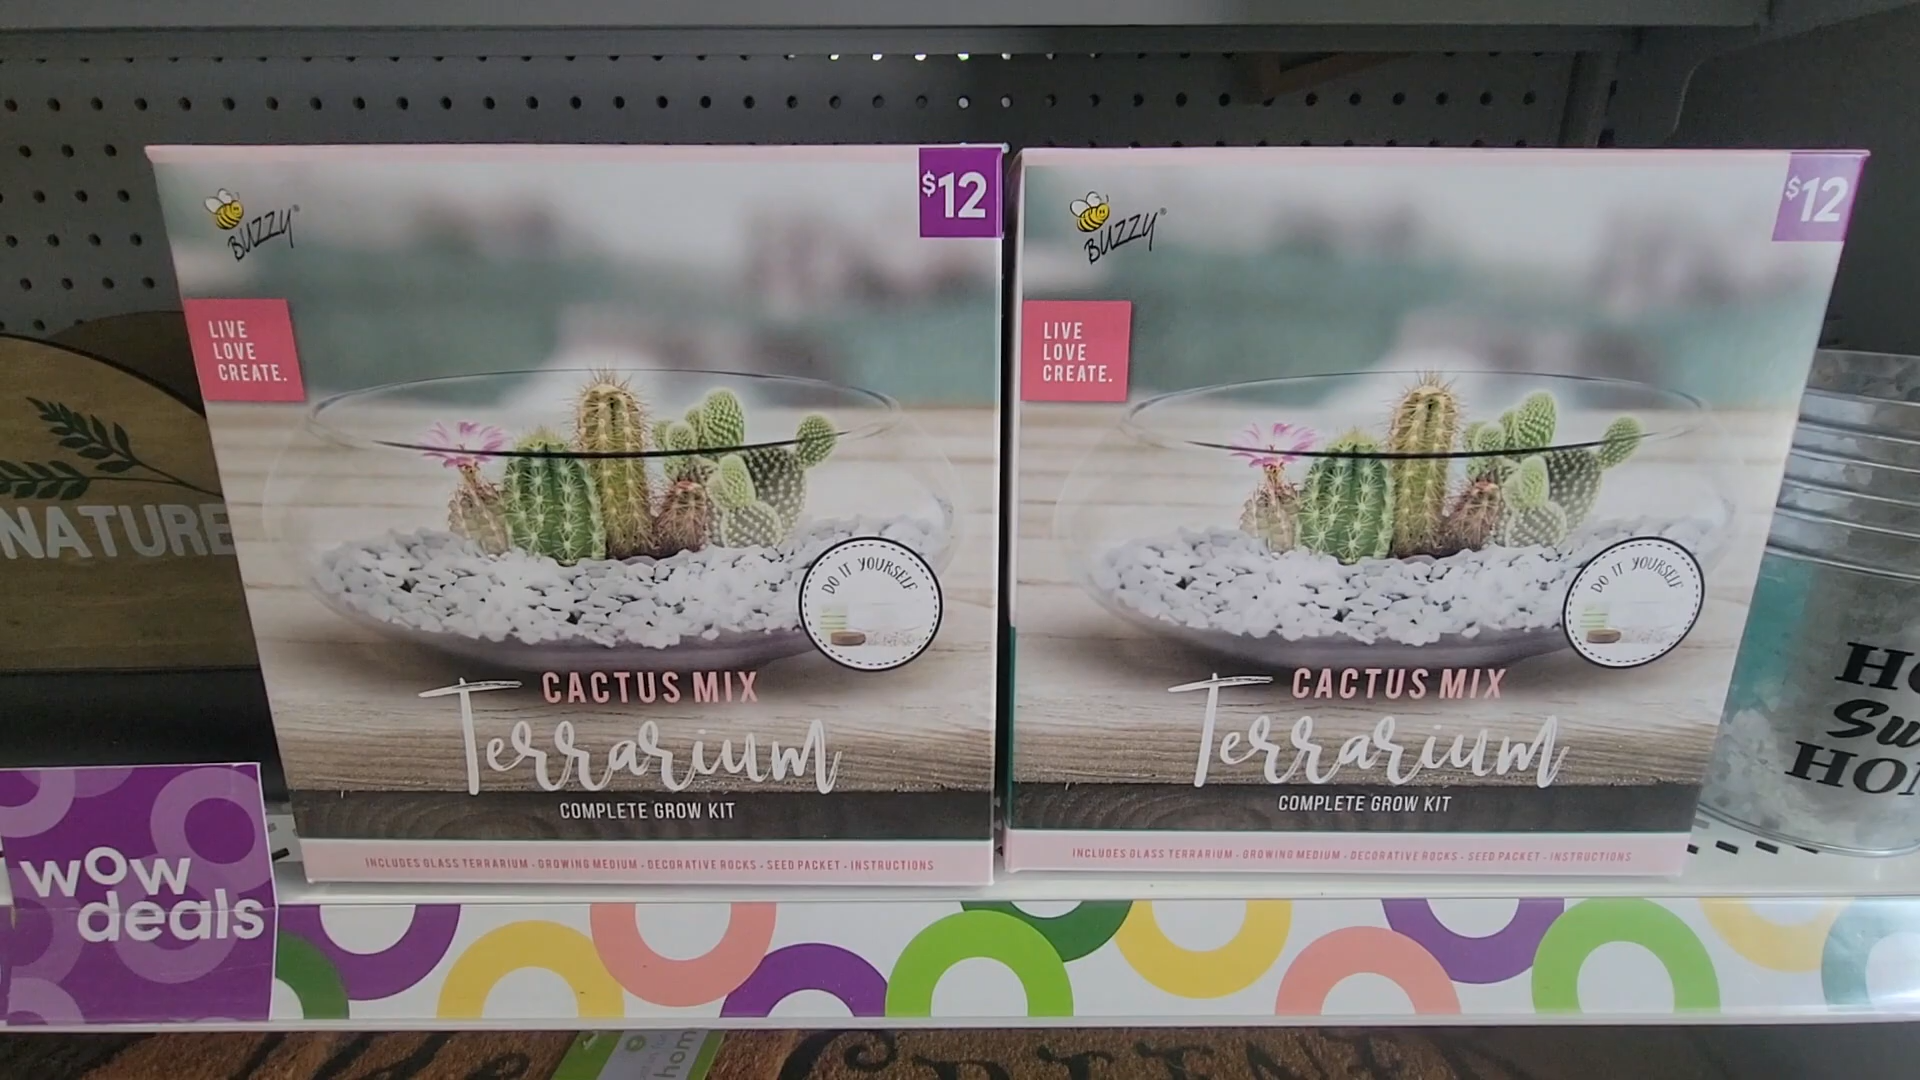 BUZZY®
$12
LIVE
LOVE
CREATE.
DO IT YOURSELF
CACTUS MIX
Terrarium
COMPLETE GROW KIT
INCLUDES GLASS TERRARIUM - GROWING MEDIUM - DECORATIVE ROCKS - SEED PACKET - INSTRUCTIONS
BUZZY®
$12
LIVE
LOVE
CREATE.
DO IT YOURSELF
CACTUS MIX
Terrarium
COMPLETE GROW KIT
INCLUDES GLASS TERRARIUM - GROWING MEDIUM - DECORATIVE ROCKS - SEED PACKET - INSTRUCTIONS
NATURE
wow
deals
hom